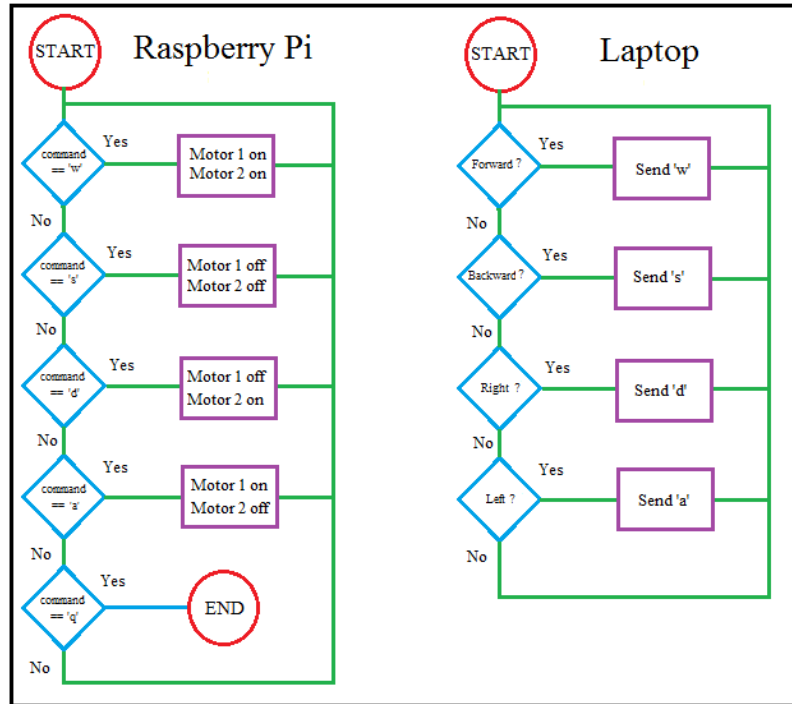 START
Raspberry Pi
Yes
command
== 'w'
Motor 1 on
Motor 2 on
No
Yes
command
== 's'
Motor 1 off
Motor 2 off
No
Yes
command
== 'd'
Motor 1 off
Motor 2 on
No
Yes
command
== 'a'
Motor 1 on
Motor 2 off
No
Yes
command
== 'q'
END
No
START
Laptop
Yes
Forward ?
Send 'w'
No
Yes
Backward ?
Send 's'
No
Yes
Right ?
Send 'd'
No
Yes
Left ?
Send 'a'
No